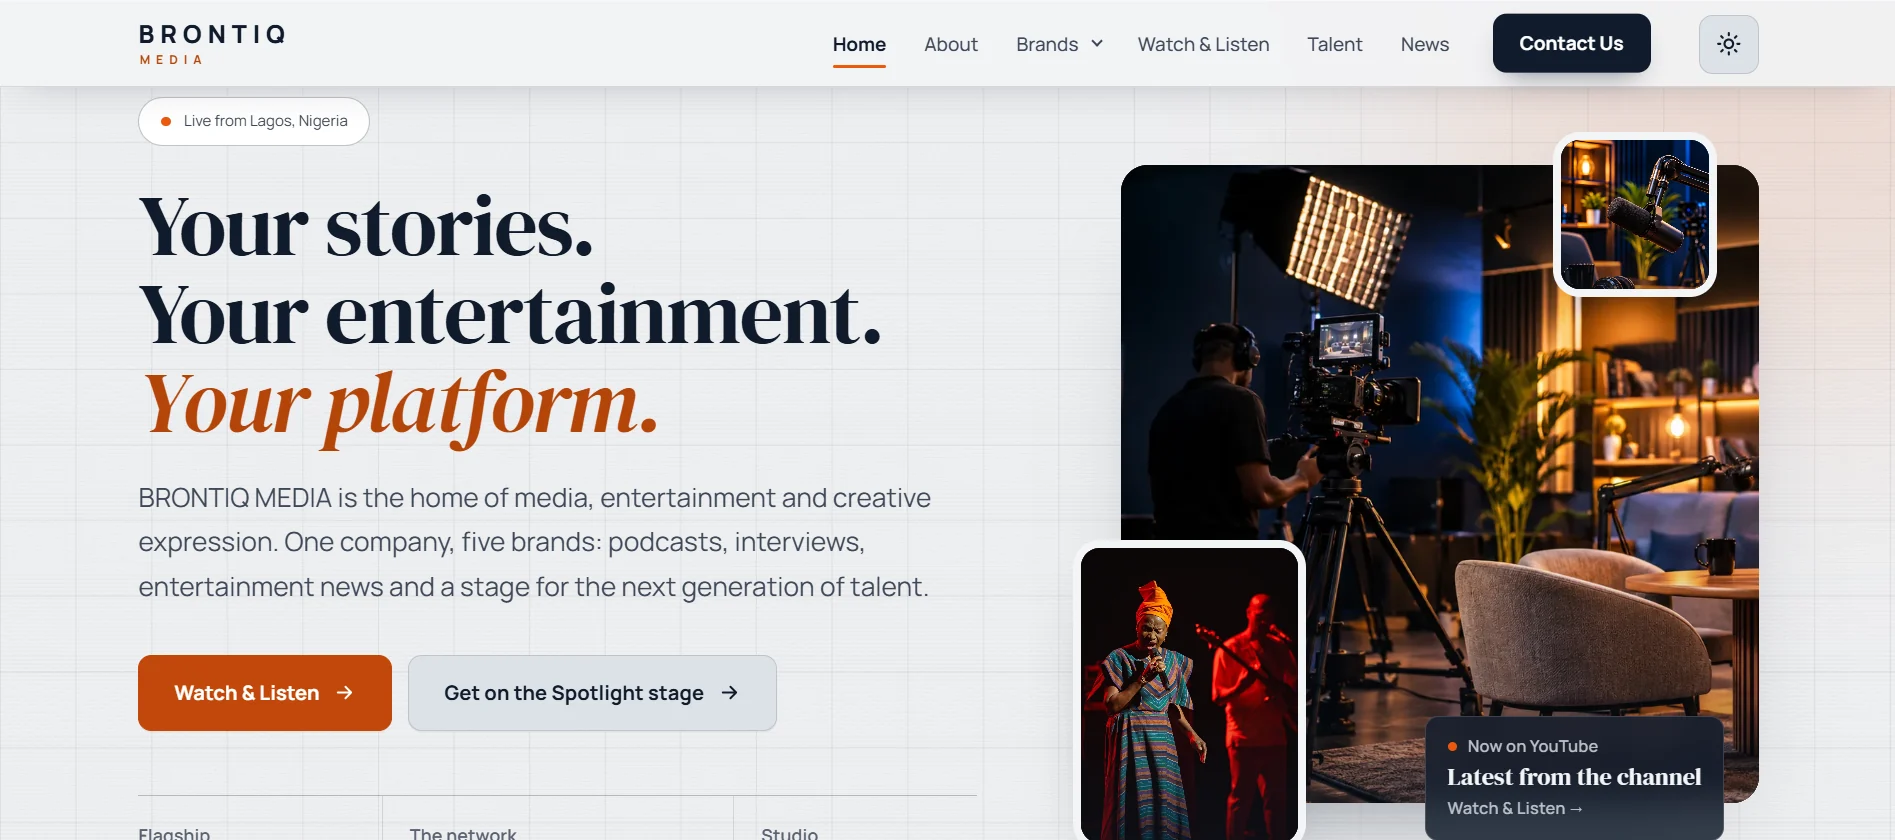 BRONTIQ
MEDIA
Home
About
Brands
Watch & Listen
Talent
News
Contact Us
Live from Lagos, Nigeria
Your stories.
Your entertainment.
Your platform.
BRONTIQ MEDIA is the home of media, entertainment and creative
expression. One company, five brands: podcasts, interviews,
entertainment news and a stage for the next generation of talent.
Watch & Listen →
Get on the Spotlight stage →
Now on YouTube
Latest from the channel
Watch & Listen →
Flagship
The network
Studio